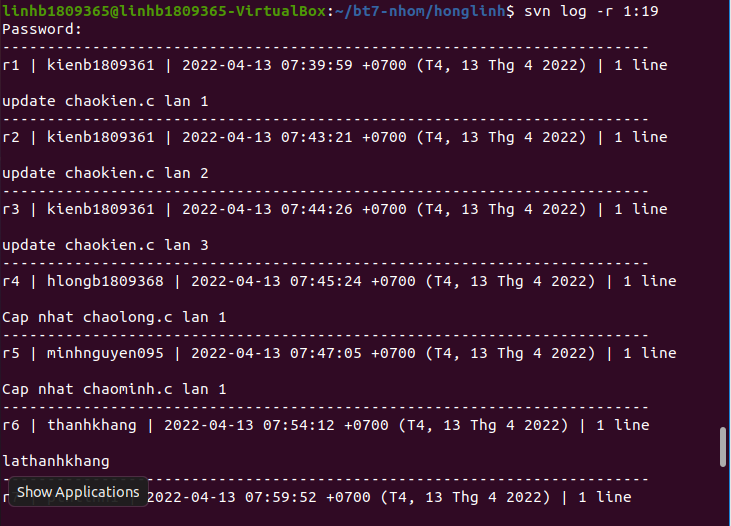 linhb1809365@linhb1809365-VirtualBox:~/bt7-nhom/honglinh$ svn log -r 1:19
Password:
------------------------------------------------------------------------
r1 | kienb1809361 | 2022-04-13 07:39:59 +0700 (T4, 13 Thg 4 2022) | 1 line
update chaokien.c lan 1
------------------------------------------------------------------------
r2 | kienb1809361 | 2022-04-13 07:43:21 +0700 (T4, 13 Thg 4 2022) | 1 line
update chaokien.c lan 2
------------------------------------------------------------------------
r3 | kienb1809361 | 2022-04-13 07:44:26 +0700 (T4, 13 Thg 4 2022) | 1 line
update chaokien.c lan 3
------------------------------------------------------------------------
r4 | hlongb1809368 | 2022-04-13 07:45:24 +0700 (T4, 13 Thg 4 2022) | 1 line
Cap nhat chaolong.c lan 1
------------------------------------------------------------------------
r5 | minhnguyen095 | 2022-04-13 07:47:05 +0700 (T4, 13 Thg 4 2022) | 1 line
Cap nhat chaominh.c lan 1
------------------------------------------------------------------------
r6 | thanhkhang | 2022-04-13 07:54:12 +0700 (T4, 13 Thg 4 2022) | 1 line
lathanhkhang
------------------------------------------------------------------------
Show Applications
2022-04-13 07:59:52 +0700 (T4, 13 Thg 4 2022) | 1 line